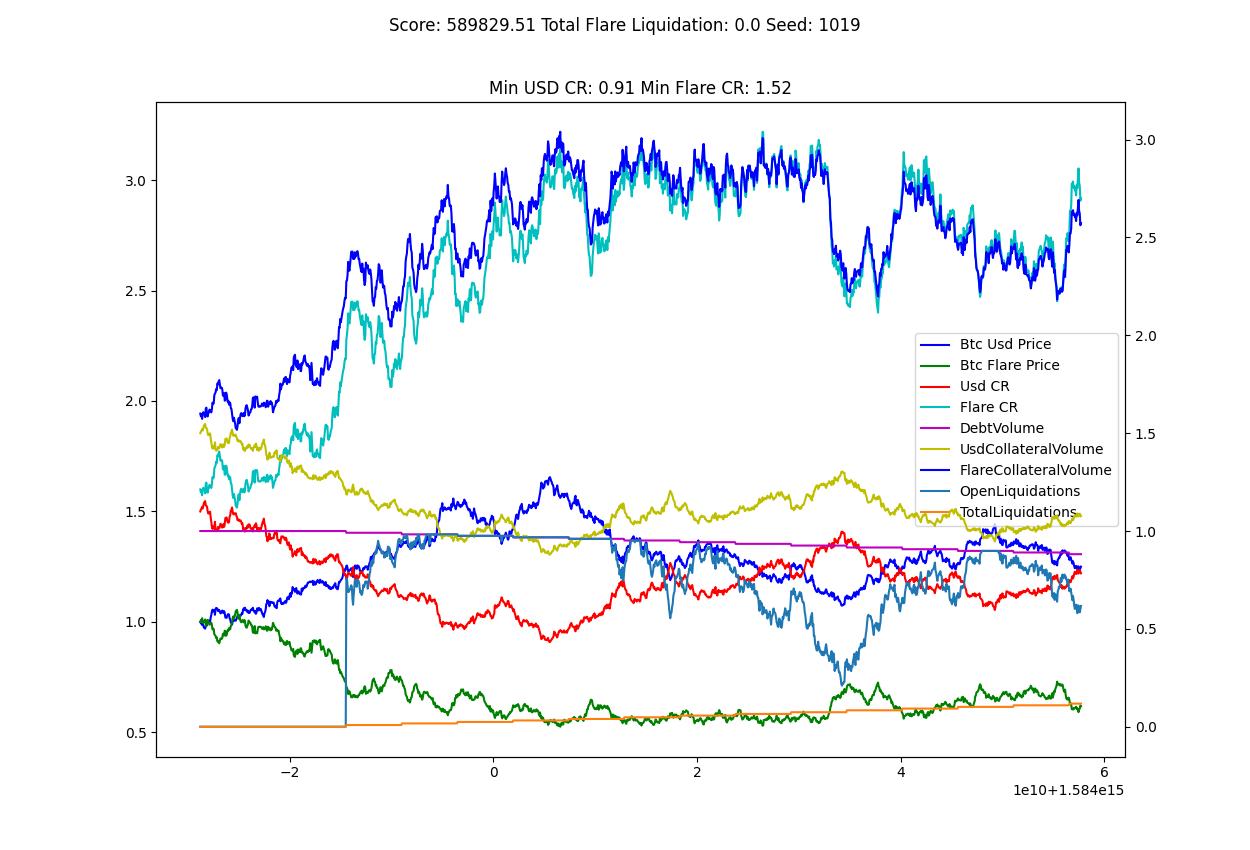 Score: 589829.51 Total Flare Liquidation: 0.0 Seed: 1019
Min USD CR: 0.91 Min Flare CR: 1.52
3.0
2.5
2.0
1.5
1.0
0.5
3.0
2.5
2.0
1.5
1.0
0.5
0.0
Btc Usd Price
Btc Flare Price
Usd CR
Flare CR
DebtVolume
UsdCollateralVolume
FlareCollateralVolume
OpenLiquidations
TotalLiquidations
−2
0
2
4
6
1e10+1.584e15